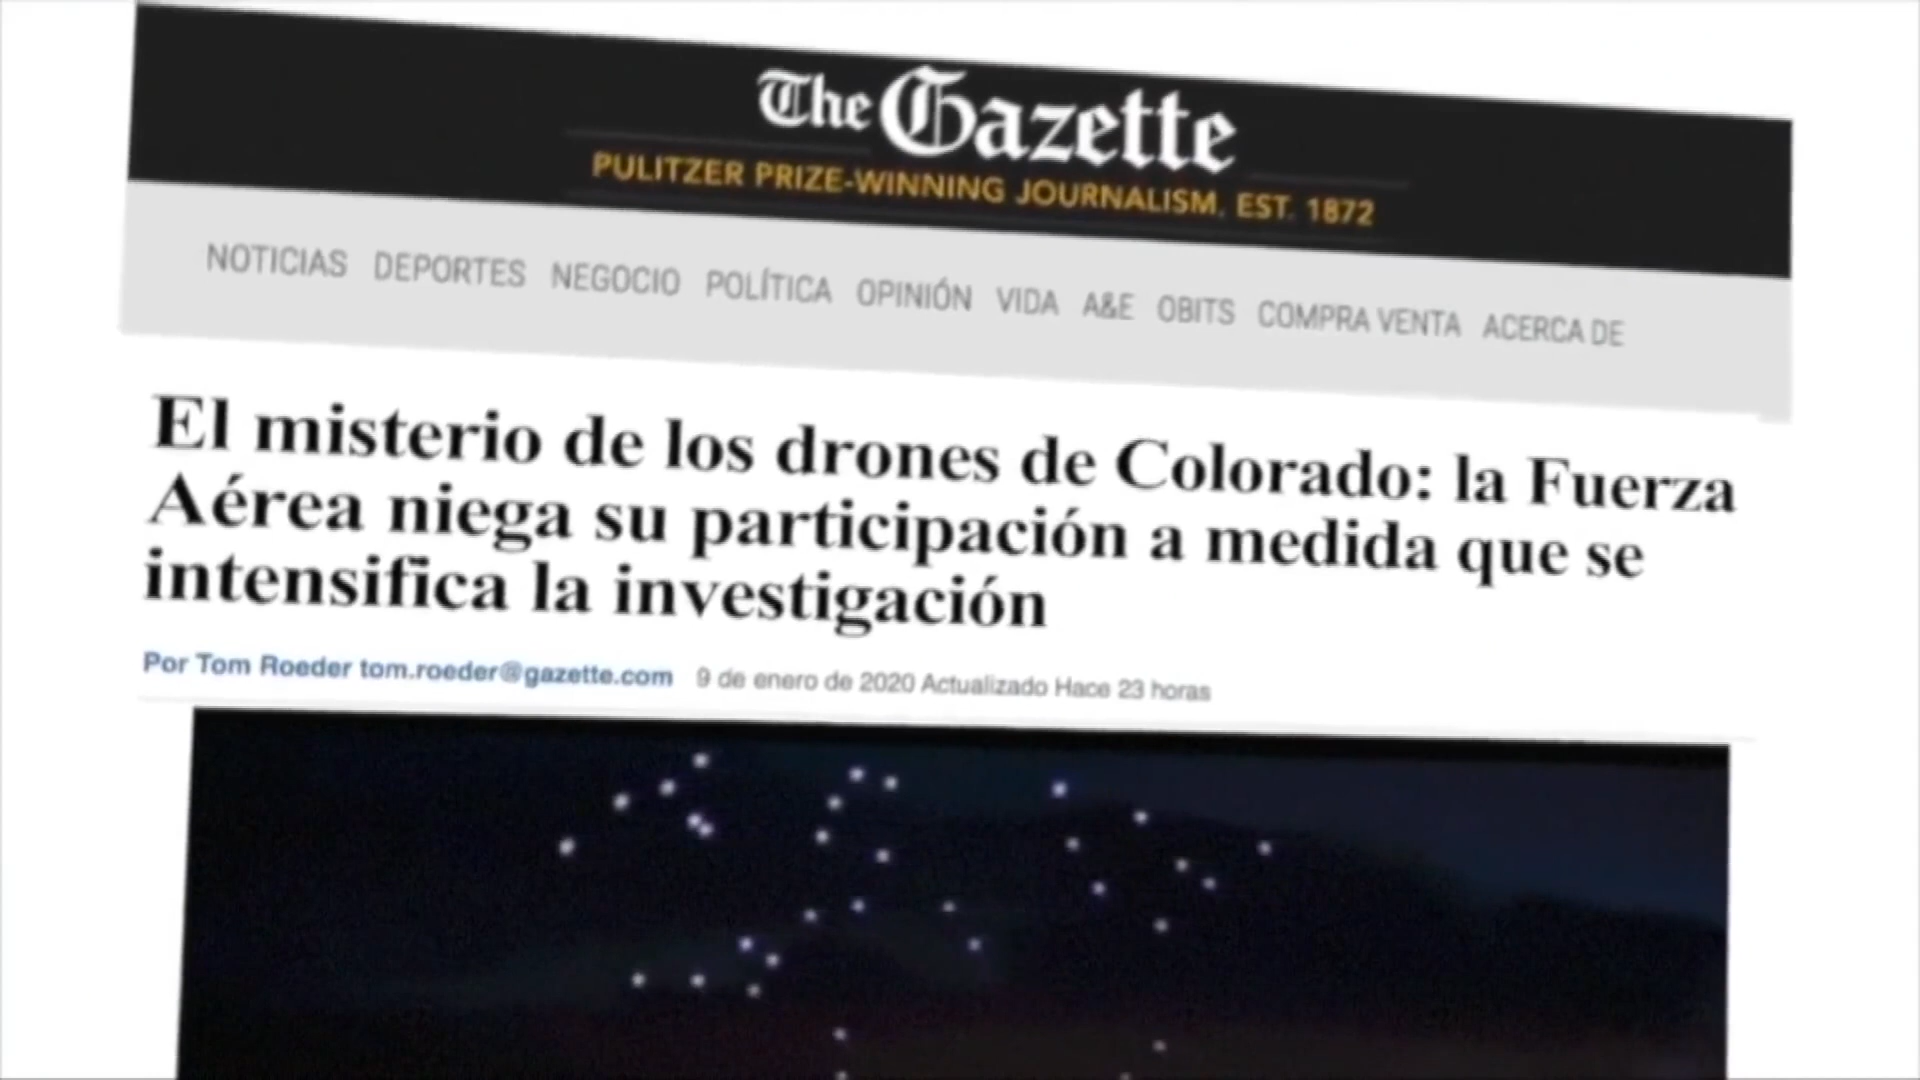 The Gazette
PULITZER PRIZE-WINNING JOURNALISM, EST. 1872
NOTICIAS DEPORTES NEGOCIO POLÍTICA OPINIÓN VIDA A&E OBITS COMPRA VENTA ACERCA DE
El misterio de los drones de Colorado: la Fuerza
Aérea niega su participación a medida que se
intensifica la investigación
Por Tom Roeder tom.roeder@gazette.com 9 de enero de 2020 Actualizado Hace 23 horas